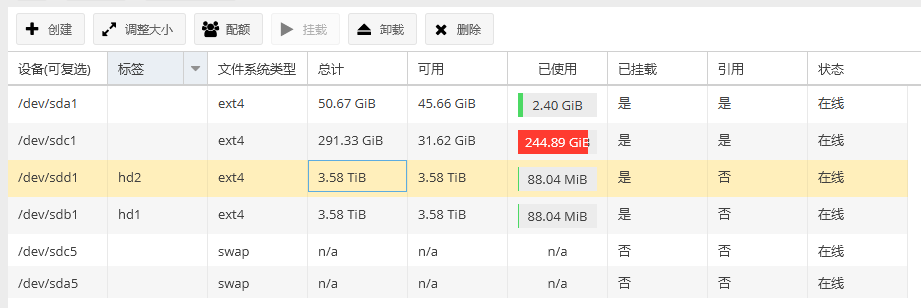 创建 调整大小 配额 挂载 卸载 删除
设备(可复选) 标签 文件系统类型 总计 可用 已使用 已挂载 引用 状态
/dev/sda1 ext4 50.67 GiB 45.66 GiB 2.40 GiB 是 是 在线
/dev/sdc1 ext4 291.33 GiB 31.62 GiB 244.89 GiB 是 是 在线
/dev/sdd1 hd2 ext4 3.58 TiB 3.58 TiB 88.04 MiB 是 否 在线
/dev/sdb1 hd1 ext4 3.58 TiB 3.58 TiB 88.04 MiB 是 否 在线
/dev/sdc5 swap n/a n/a n/a 否 否 在线
/dev/sda5 swap n/a n/a n/a 否 否 在线